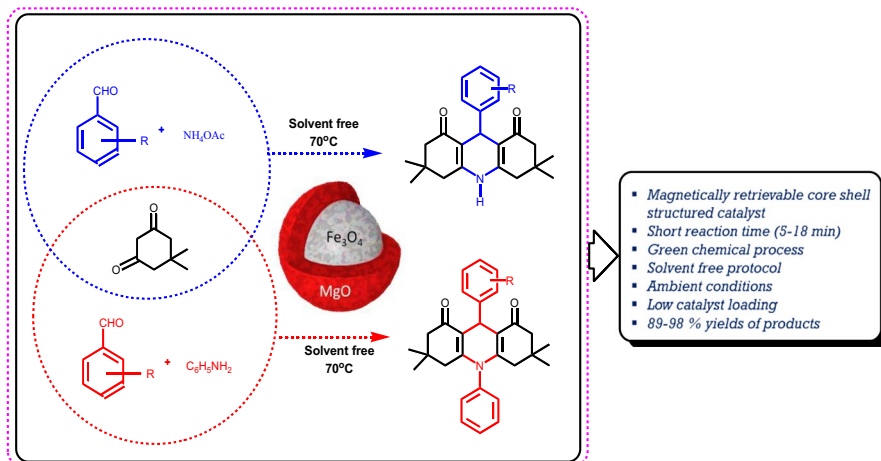 CHO
R
+
NH₄OAc
Solvent free
70°C
R
O
O
N
H
O
O
Fe₃O₄
MgO
CHO
R
+
C₆H₅NH₂
Solvent free
70°C
R
O
O
N
▪ Magnetically retrievable core shell
structured catalyst
▪ Short reaction time (5-18 min)
▪ Green chemical process
▪ Solvent free protocol
▪ Ambient conditions
▪ Low catalyst loading
▪ 89-98 % yields of products